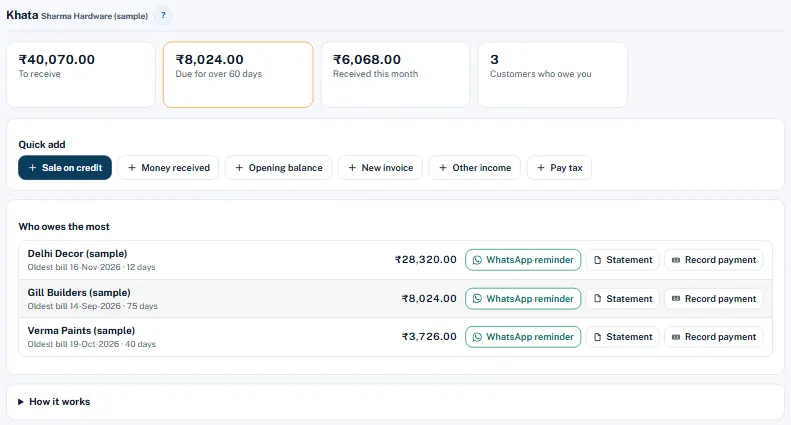 Khata Sharma Hardware (sample) ?
₹40,070.00
To receive
₹8,024.00
Due for over 60 days
₹6,068.00
Received this month
3
Customers who owe you
Quick add
+ Sale on credit
+ Money received
+ Opening balance
+ New invoice
+ Other income
+ Pay tax
Who owes the most
Delhi Decor (sample)
Oldest bill 16-Nov-2026 · 12 days
₹28,320.00
WhatsApp reminder
Statement
Record payment
Gill Builders (sample)
Oldest bill 14-Sep-2026 · 75 days
₹8,024.00
WhatsApp reminder
Statement
Record payment
Verma Paints (sample)
Oldest bill 19-Oct-2026 · 40 days
₹3,726.00
WhatsApp reminder
Statement
Record payment
How it works